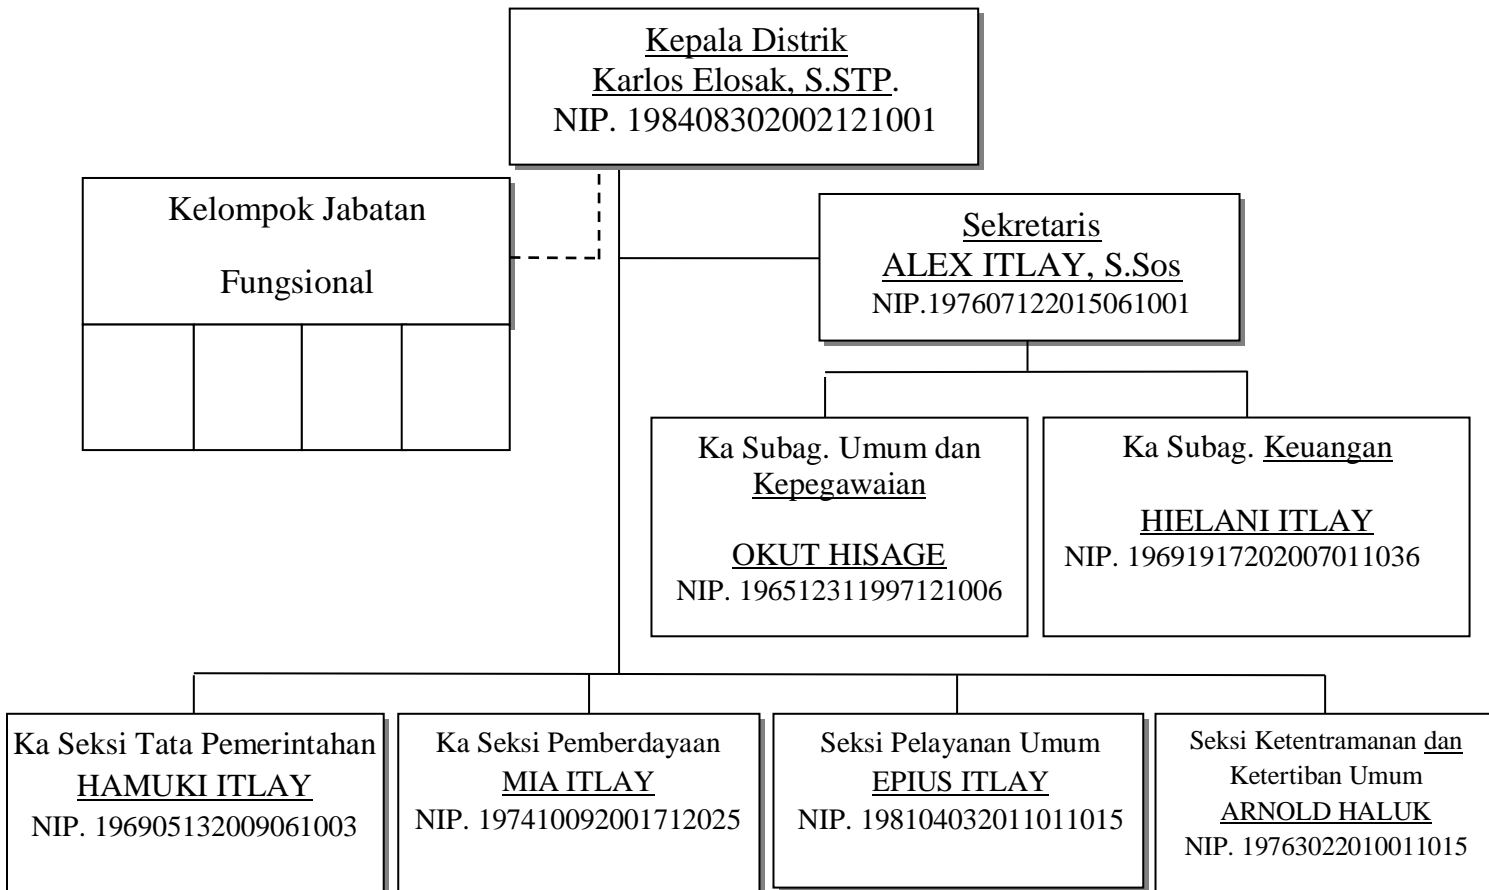 Kepala Distrik
Karlos Elosak, S.STP.
NIP. 198408302002121001
Kelompok Jabatan
Fungsional
Sekretaris
ALEX ITLAY, S.Sos
NIP.197607122015061001
Ka Subag. Umum dan
Kepegawaian
OKUT HISAGE
NIP. 196512311997121006
Ka Subag. Keuangan
HIELANI ITLAY
NIP. 19691917202007011036
Ka Seksi Tata Pemerintahan
HAMUKI ITLAY
NIP. 196905132009061003
Ka Seksi Pemberdayaan
MIA ITLAY
NIP. 197410092001712025
Seksi Pelayanan Umum
EPIUS ITLAY
NIP. 198104032011011015
Seksi Ketentramanan dan
Ketertiban Umum
ARNOLD HALUK
NIP. 19763022010011015